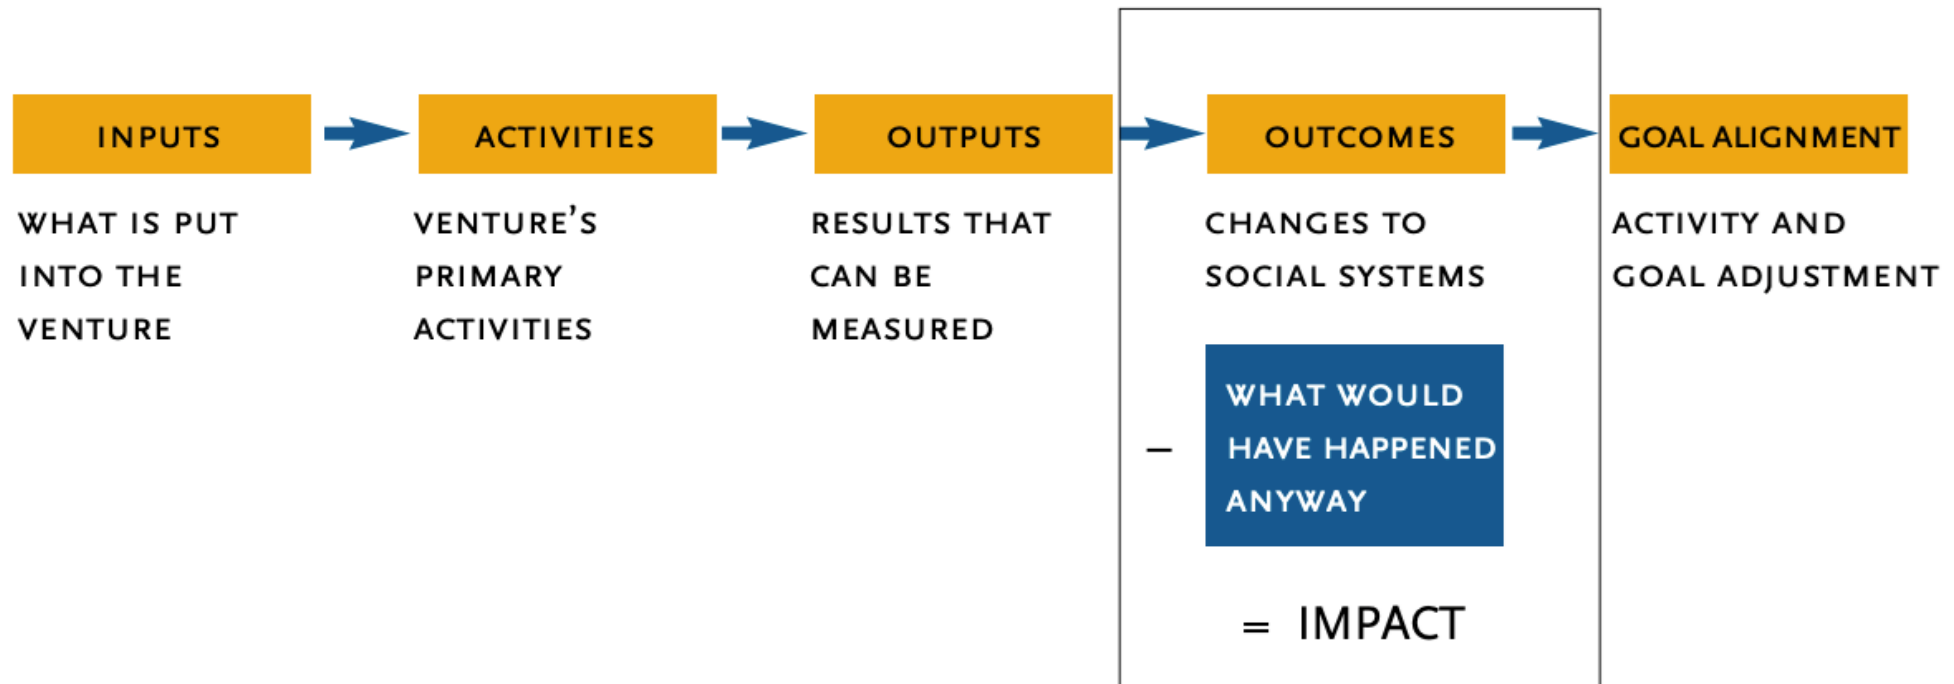 INPUTS
WHAT IS PUT
INTO THE
VENTURE
ACTIVITIES
VENTURE'S
PRIMARY
ACTIVITIES
OUTPUTS
RESULTS THAT
CAN BE
MEASURED
OUTCOMES
CHANGES TO
SOCIAL SYSTEMS
–
WHAT WOULD
HAVE HAPPENED
ANYWAY
= IMPACT
GOAL ALIGNMENT
ACTIVITY AND
GOAL ADJUSTMENT